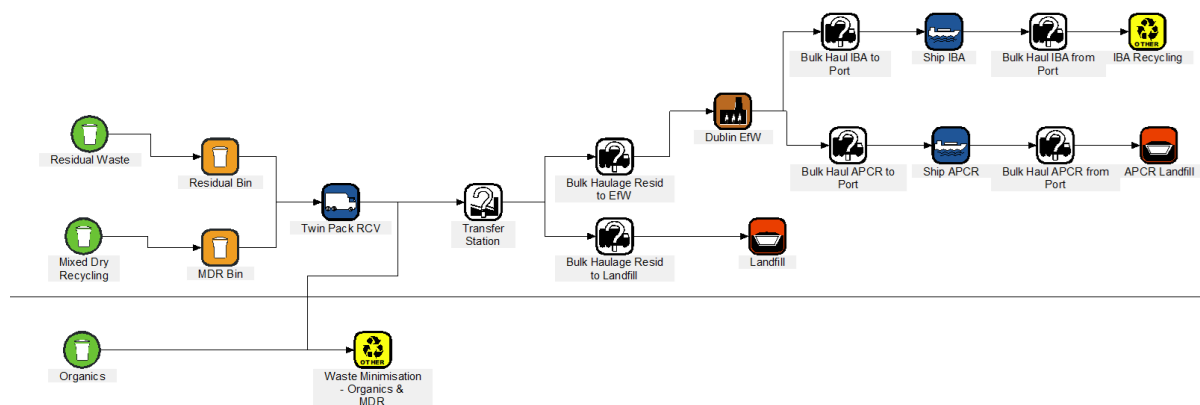 Bulk Haul IBA to
Port
Ship IBA
Bulk Haul IBA from
Port
OTHER
IBA Recycling
Residual Waste
Residual Bin
Bulk Haulage Resid
to EfW
Dublin EfW
Bulk Haul APCR to
Port
Ship APCR
Bulk Haul APCR from
Port
APCR Landfill
Twin Pack RCV
Transfer
Station
Mixed Dry
Recycling
MDR Bin
Bulk Haulage Resid
to Landfill
Landfill
Organics
OTHER
Waste Minimisation
- Organics &
MDR